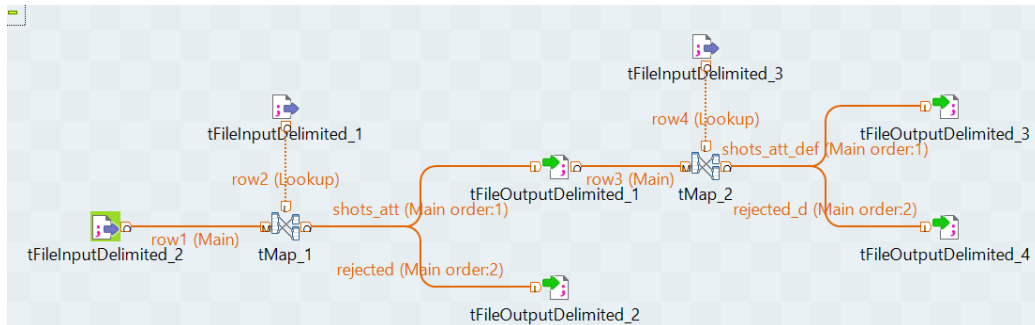 tFileInputDelimited_3
tFileInputDelimited_1
row4 (Lookup)
tFileOutputDelimited_3
shots_att_def (Main order:1)
row2 (Lookup)
row3 (Main)
tFileOutputDelimited_1
tMap_2
shots_att (Main order:1)
rejected_d (Main order:2)
row1 (Main)
tFileInputDelimited_2
tMap_1
tFileOutputDelimited_4
rejected (Main order:2)
tFileOutputDelimited_2